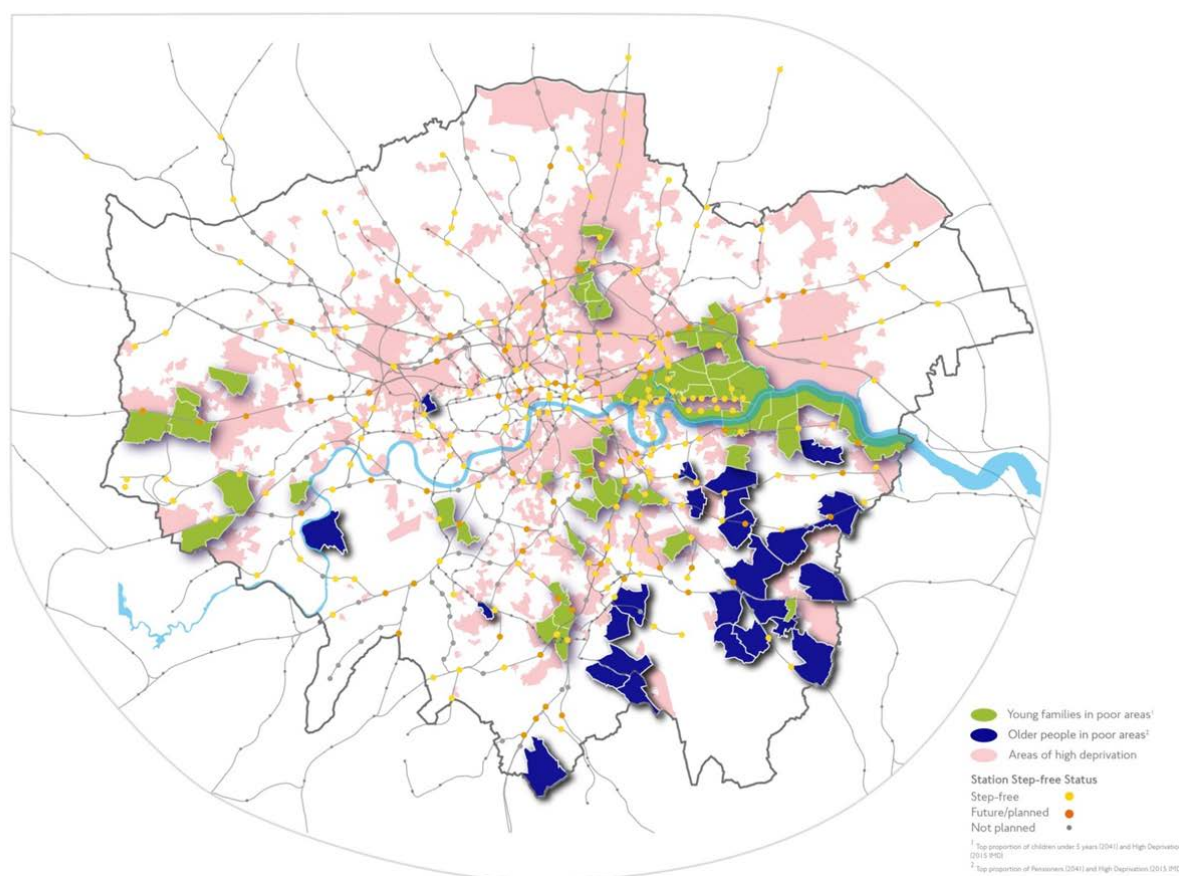 Young families in poor areas¹
Older people in poor areas²
Areas of high deprivation
Station Step-free Status
Step-free
Future/planned
Not planned
¹ Top proportion of children under 5 years (2041) and High Deprivation
(2015 IMD)
² Top proportion of Pensioners (2041) and High Deprivation (2015 IMD)